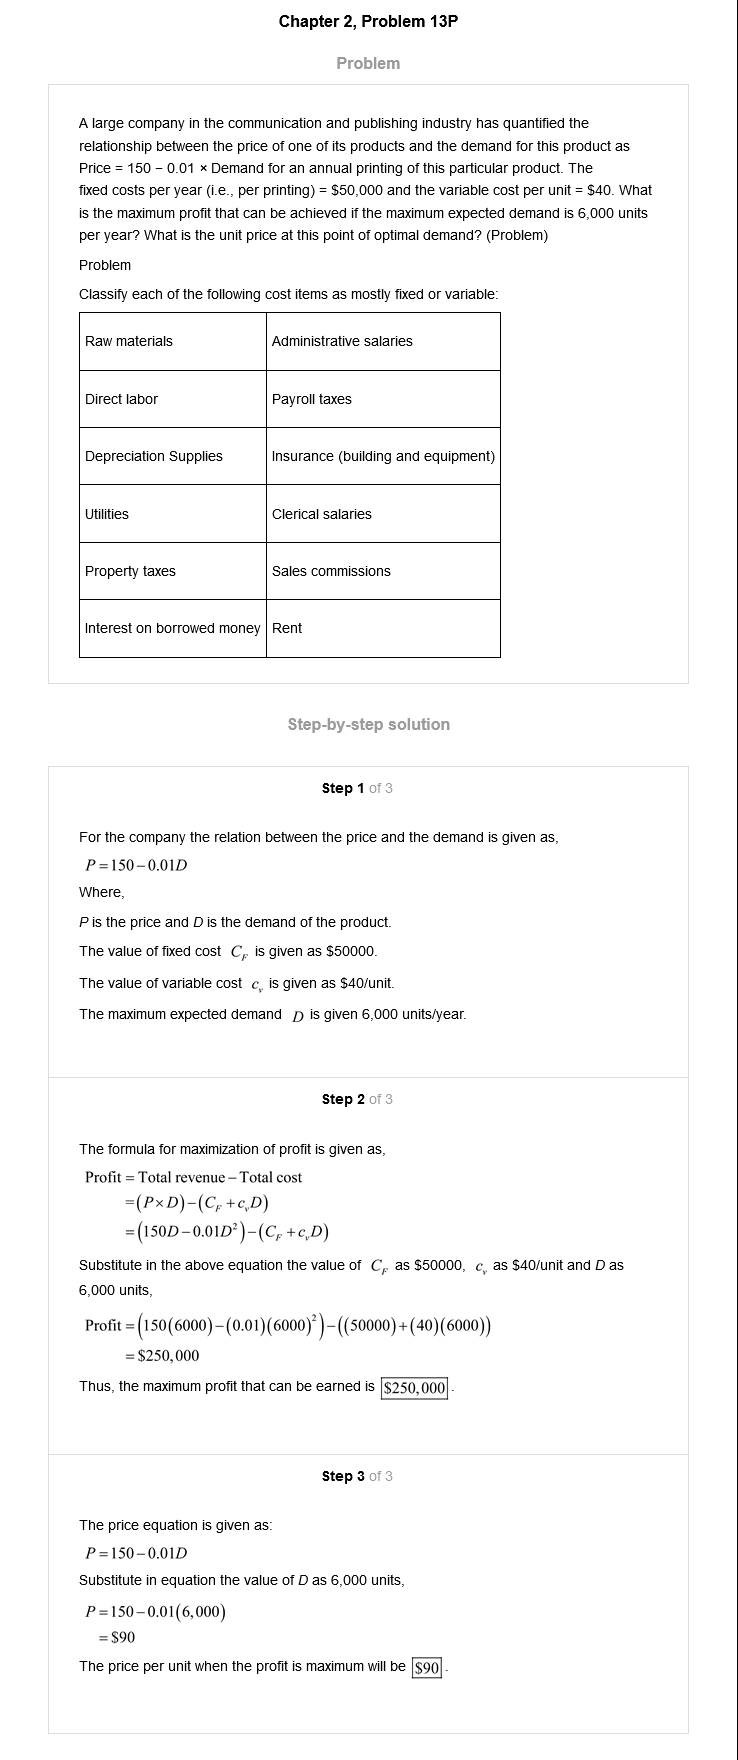 Chapter 2, Problem 13P
Problem
A large company in the communication and publishing industry has quantified the
relationship between the price of one of its products and the demand for this product as
Price = 150 − 0.01 × Demand for an annual printing of this particular product. The
fixed costs per year (i.e., per printing) = $50,000 and the variable cost per unit = $40. What
is the maximum profit that can be achieved if the maximum expected demand is 6,000 units
per year? What is the unit price at this point of optimal demand? (Problem)
Problem
Classify each of the following cost items as mostly fixed or variable:
Raw materials Administrative salaries
Direct labor Payroll taxes
Depreciation Supplies Insurance (building and equipment)
Utilities Clerical salaries
Property taxes Sales commissions
Interest on borrowed money Rent
Step-by-step solution
Step 1 of 3
For the company the relation between the price and the demand is given as,
P = 150 − 0.01D
Where,
P is the price and D is the demand of the product.
The value of fixed cost C_F is given as $50000.
The value of variable cost c_v is given as $40/unit.
The maximum expected demand D is given 6,000 units/year.
Step 2 of 3
The formula for maximization of profit is given as,
Profit = Total revenue − Total cost
= (P × D) − (C_F + c_v D)
= (150D − 0.01D²) − (C_F + c_v D)
Substitute in the above equation the value of C_F as $50000, c_v as $40/unit and D as
6,000 units,
Profit = (150(6000) − (0.01)(6000)²) − ((50000) + (40)(6000))
= $250,000
Thus, the maximum profit that can be earned is $250,000.
Step 3 of 3
The price equation is given as:
P = 150 − 0.01D
Substitute in equation the value of D as 6,000 units,
P = 150 − 0.01(6,000)
= $90
The price per unit when the profit is maximum will be $90.